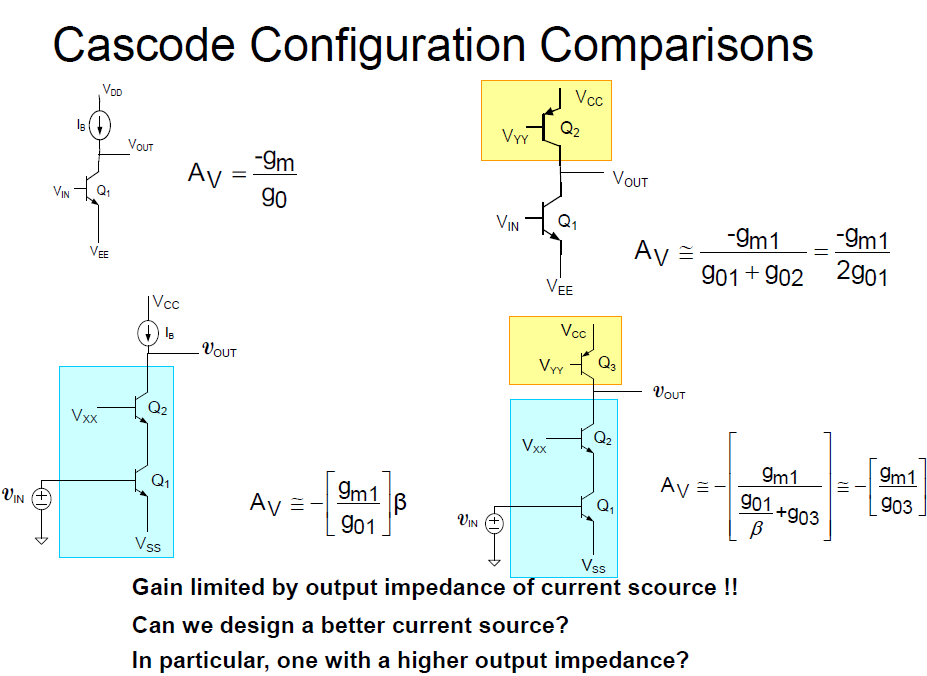 Cascode Configuration Comparisons
VDD
IB
VOUT
VIN
Q1
VEE
AV = -gm / g0
VCC
VYY
Q2
VOUT
VIN
Q1
VEE
AV ≅ -gm1 / g01 + g02 = -gm1 / 2g01
VCC
IB
VOUT
VXX
Q2
VIN
Q1
VSS
AV ≅ -[gm1 / g01]β
VCC
VYY
Q3
VOUT
VXX
Q2
VIN
Q1
VSS
AV ≅ -[gm1 / g01/β +g03] ≅ -[gm1 / g03]
Gain limited by output impedance of current scource !!
Can we design a better current source?
In particular, one with a higher output impedance?